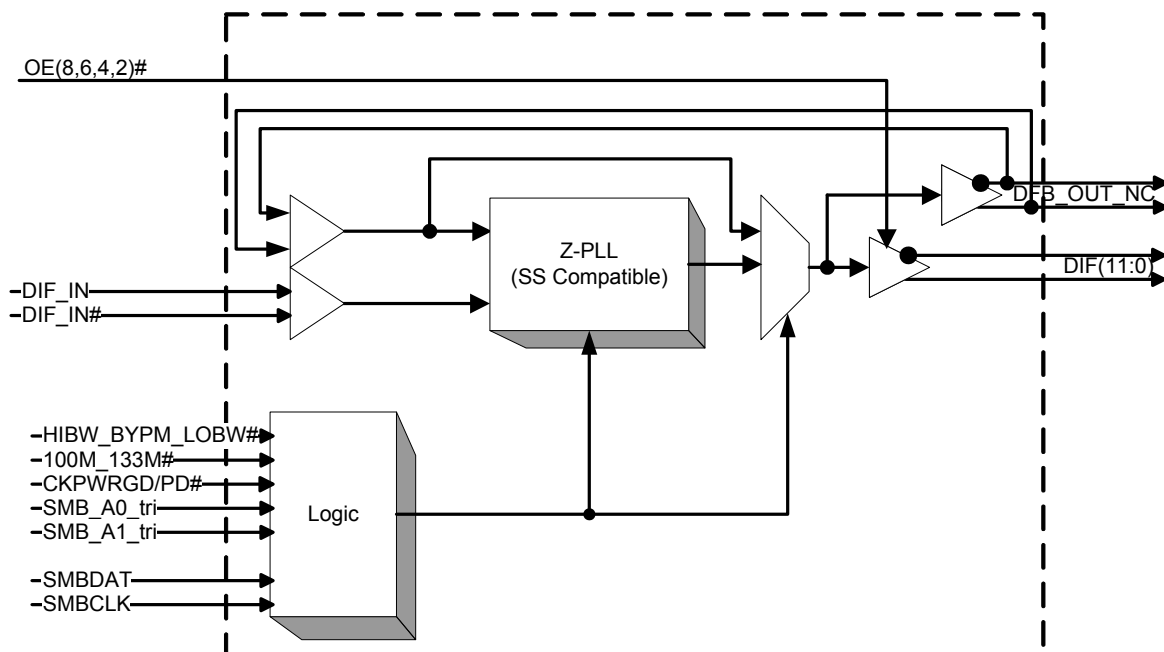 OE(8,6,4,2)#
DFB_OUT_NC
Z-PLL
(SS Compatible)
DIF(11:0)
DIF_IN
DIF_IN#
HIBW_BYPM_LOBW#
100M_133M#
CKPWRGD/PD#
SMB_A0_tri
SMB_A1_tri
Logic
SMBDAT
SMBCLK